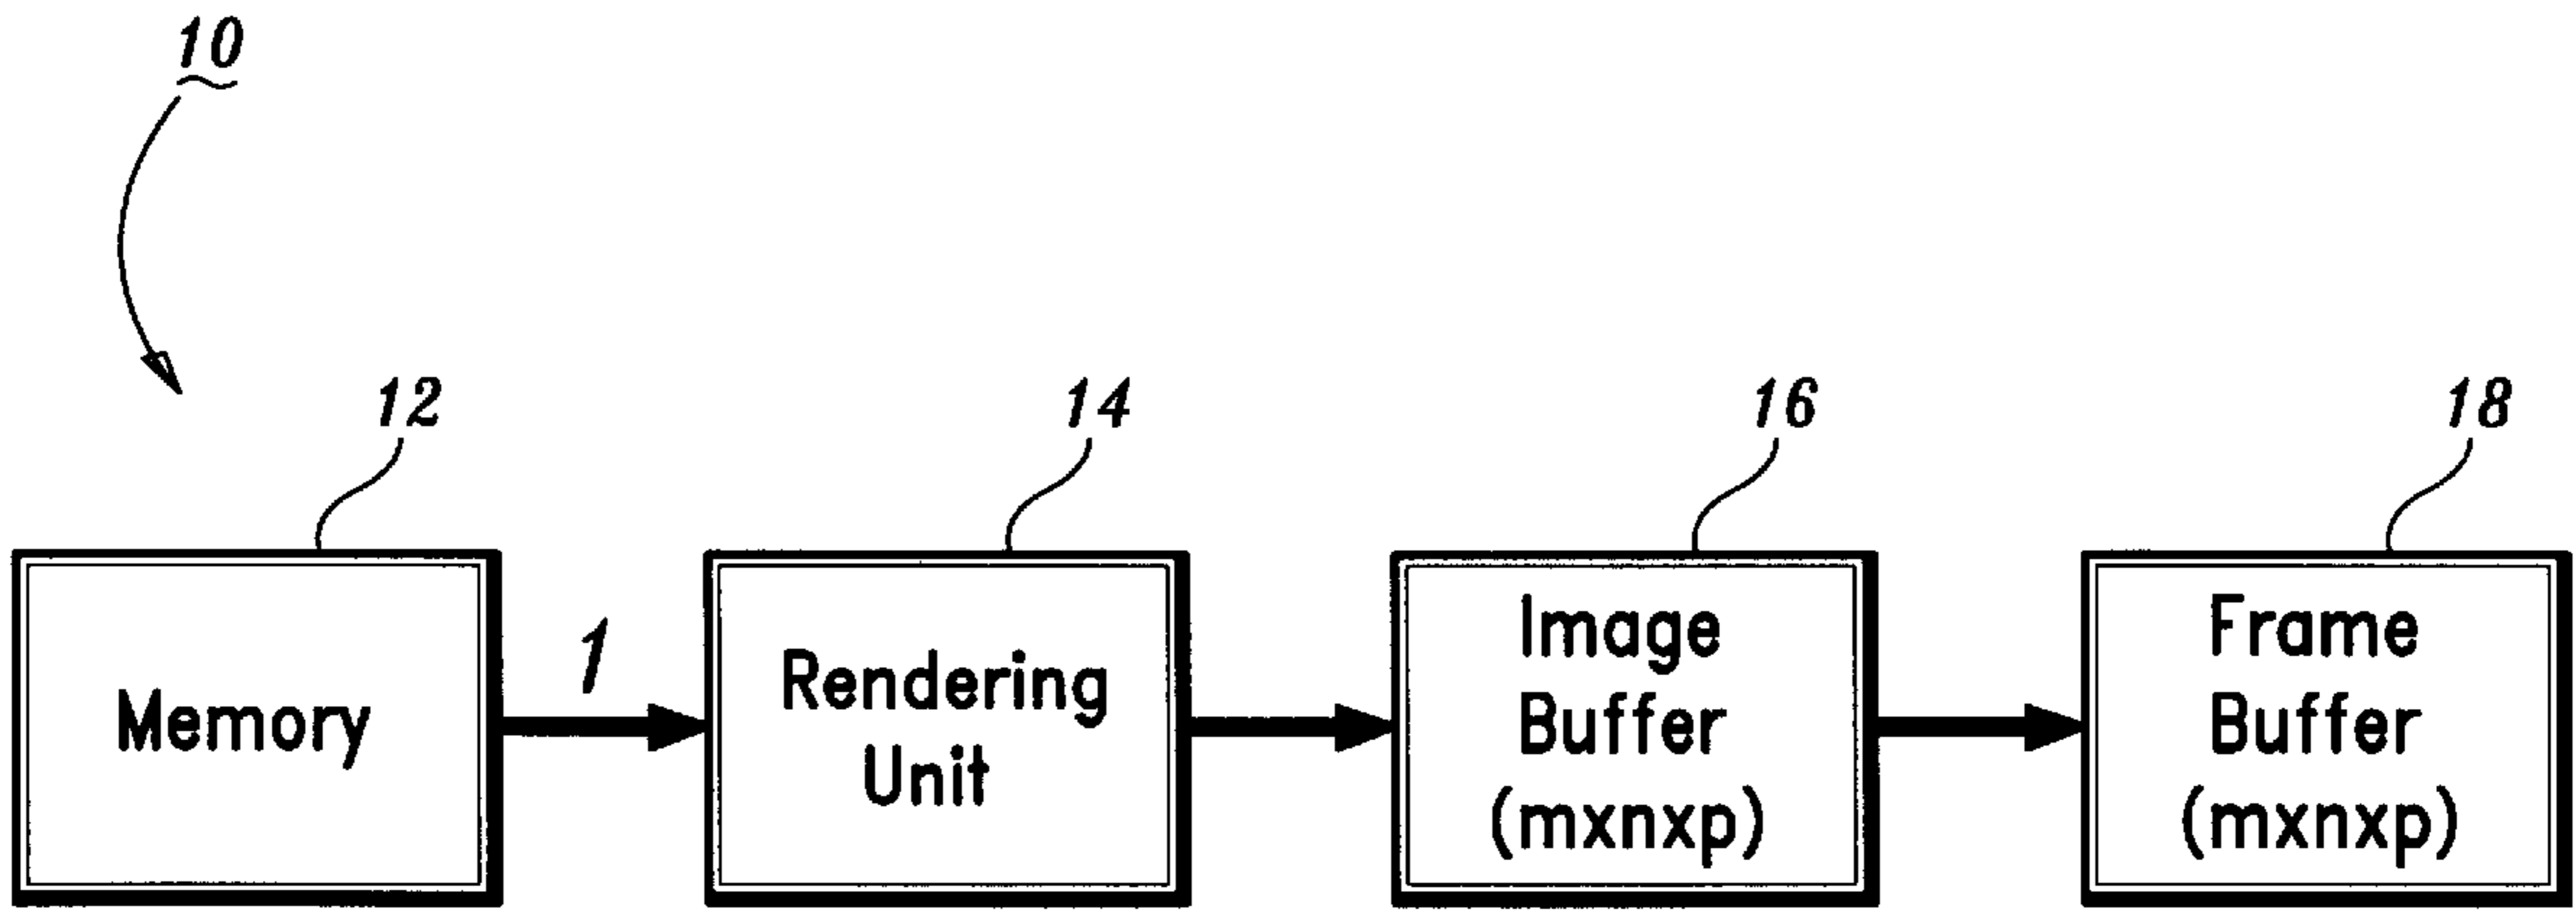 10
12
14
16
18
1
Memory
Rendering
Unit
Image
Buffer
(mxnxp)
Frame
Buffer
(mxnxp)